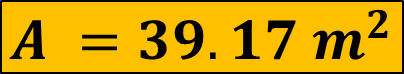 A = 39.17 m²